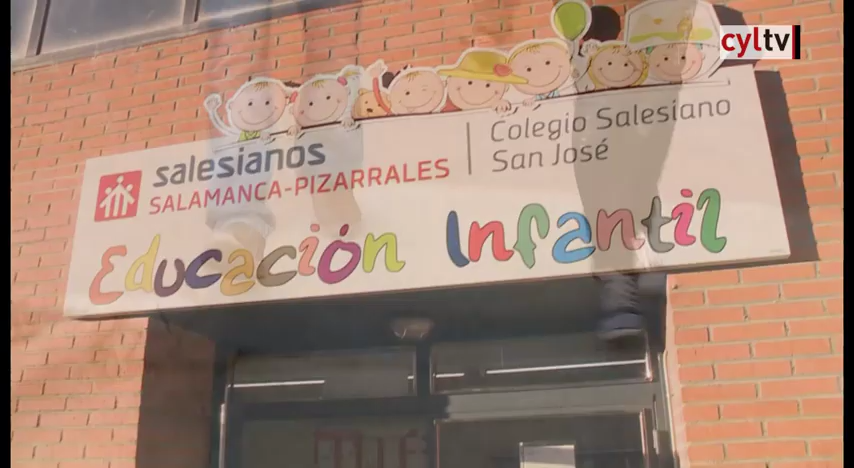 cyltv
salesianos
SALAMANCA-PIZARRALES
Colegio Salesiano
San José
Educación Infantil